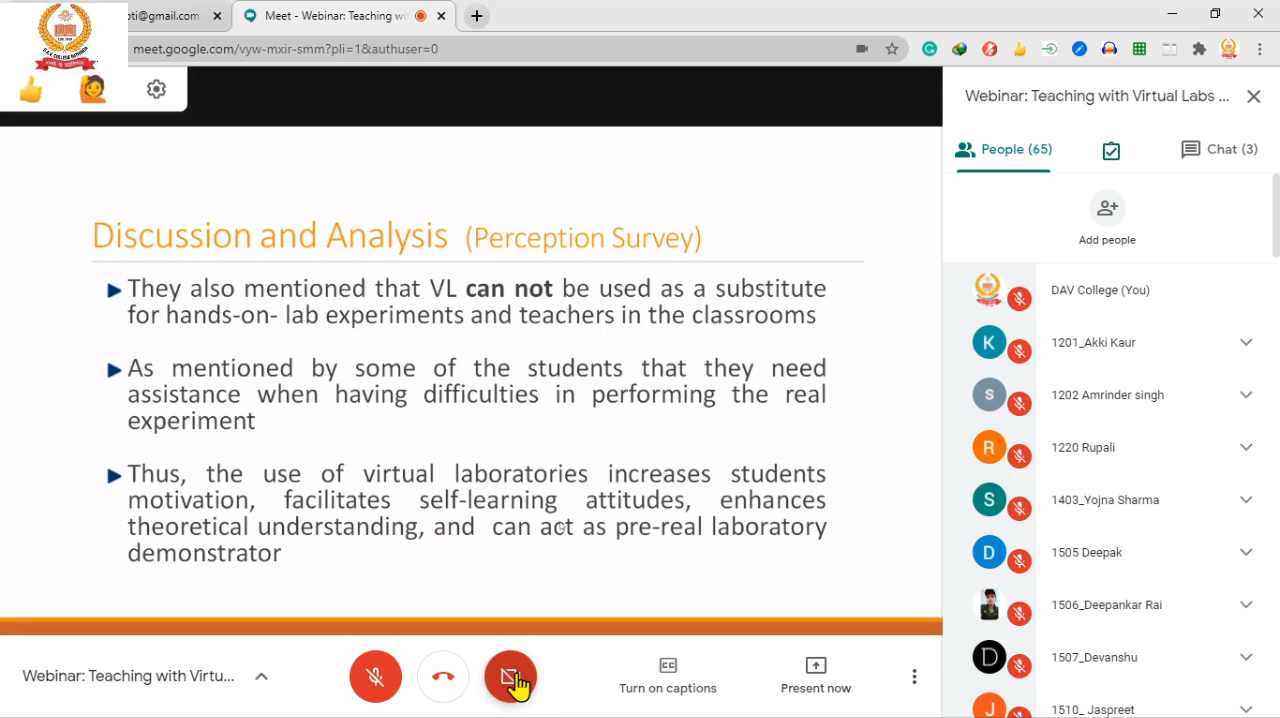 oti@gmail.com
Meet - Webinar: Teaching wit
meet.google.com/vyw-mxir-smm?pli=1&authuser=0
Webinar: Teaching with Virtual Labs ...
People (65)
Chat (3)
Add people
Discussion and Analysis (Perception Survey)
They also mentioned that VL can not be used as a substitute
for hands-on- lab experiments and teachers in the classrooms
As mentioned by some of the students that they need
assistance when having difficulties in performing the real
experiment
Thus, the use of virtual laboratories increases students
motivation, facilitates self-learning attitudes, enhances
theoretical understanding, and can act as pre-real laboratory
demonstrator
DAV College (You)
K
1201_Akki Kaur
s
1202 Amrinder singh
R
1220 Rupali
S
1403_Yojna Sharma
D
1505 Deepak
1506_Deepankar Rai
D
1507_Devanshu
J
1510_ Jaspreet
Webinar: Teaching with Virtu...
CC
Turn on captions
Present now